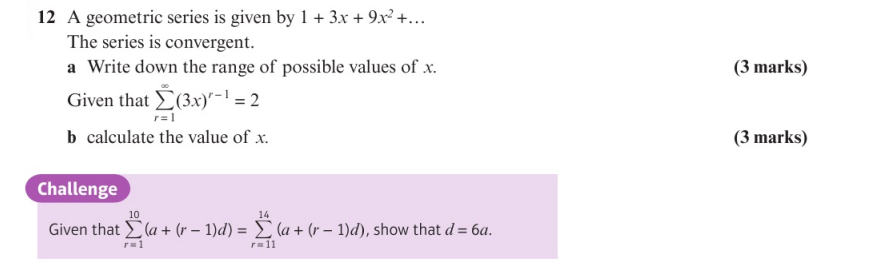 12 A geometric series is given by 1 + 3x + 9x² +…
The series is convergent.
a Write down the range of possible values of x.    (3 marks)
Given that ∑_{r=1}^{∞}(3x)^{r−1} = 2
b calculate the value of x.    (3 marks)
Challenge
Given that ∑_{r=1}^{10}(a + (r − 1)d) = ∑_{r=11}^{14}(a + (r − 1)d), show that d = 6a.